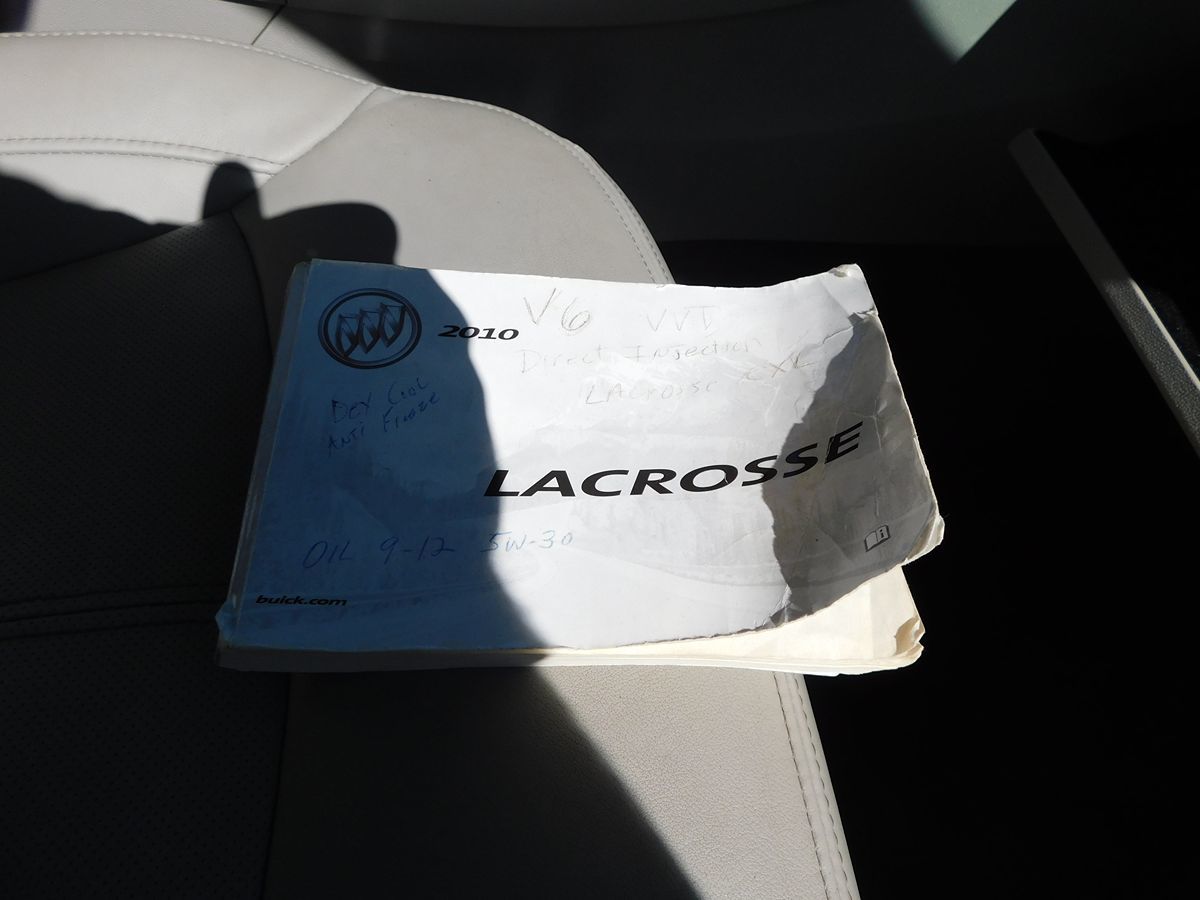 2010
V6 VVT
Direct Injection
LACROSSE CXL
Dex Cool
Anti Freeze
LACROSSE
OIL 9-12 5W-30
buick.com